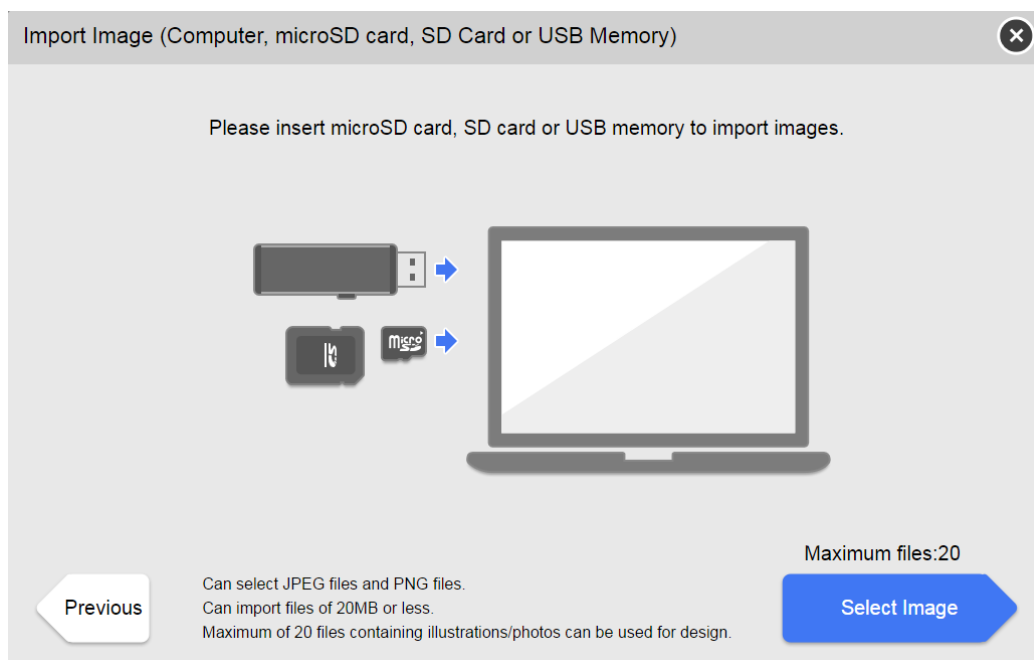 Import Image (Computer, microSD card, SD Card or USB Memory)
Please insert microSD card, SD card or USB memory to import images.
Micro
SD
Maximum files:20
Can select JPEG files and PNG files.
Previous
Can import files of 20MB or less.
Select Image
Maximum of 20 files containing illustrations/photos can be used for design.